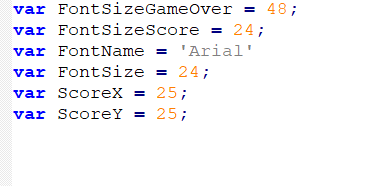 var FontSizeGameOver = 48;
var FontSizeScore = 24;
var FontName = 'Arial'
var FontSize = 24;
var ScoreX = 25;
var ScoreY = 25;